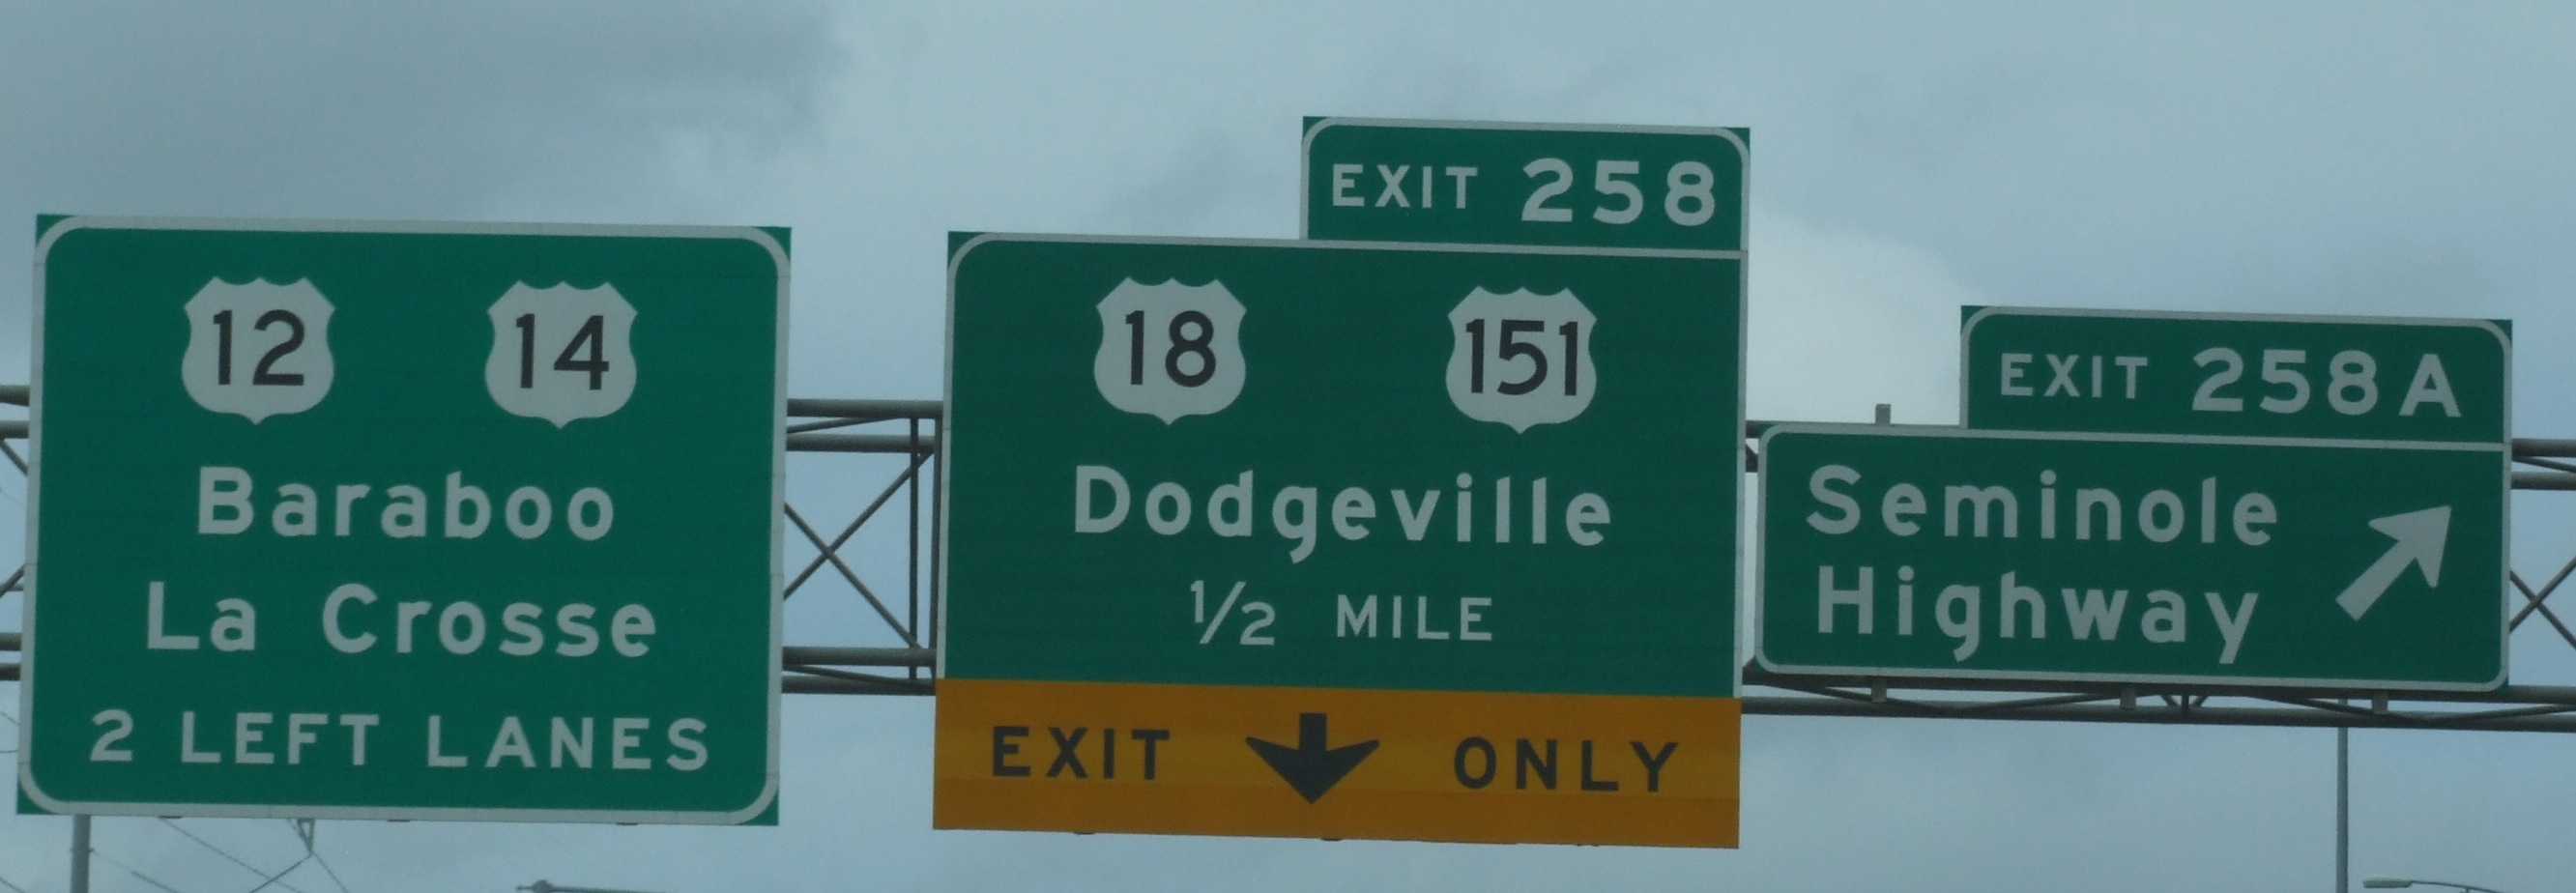 12 14
Baraboo
La Crosse
2 LEFT LANES
EXIT 258
18 151
Dodgeville
1/2 MILE
EXIT ONLY
EXIT 258A
Seminole
Highway